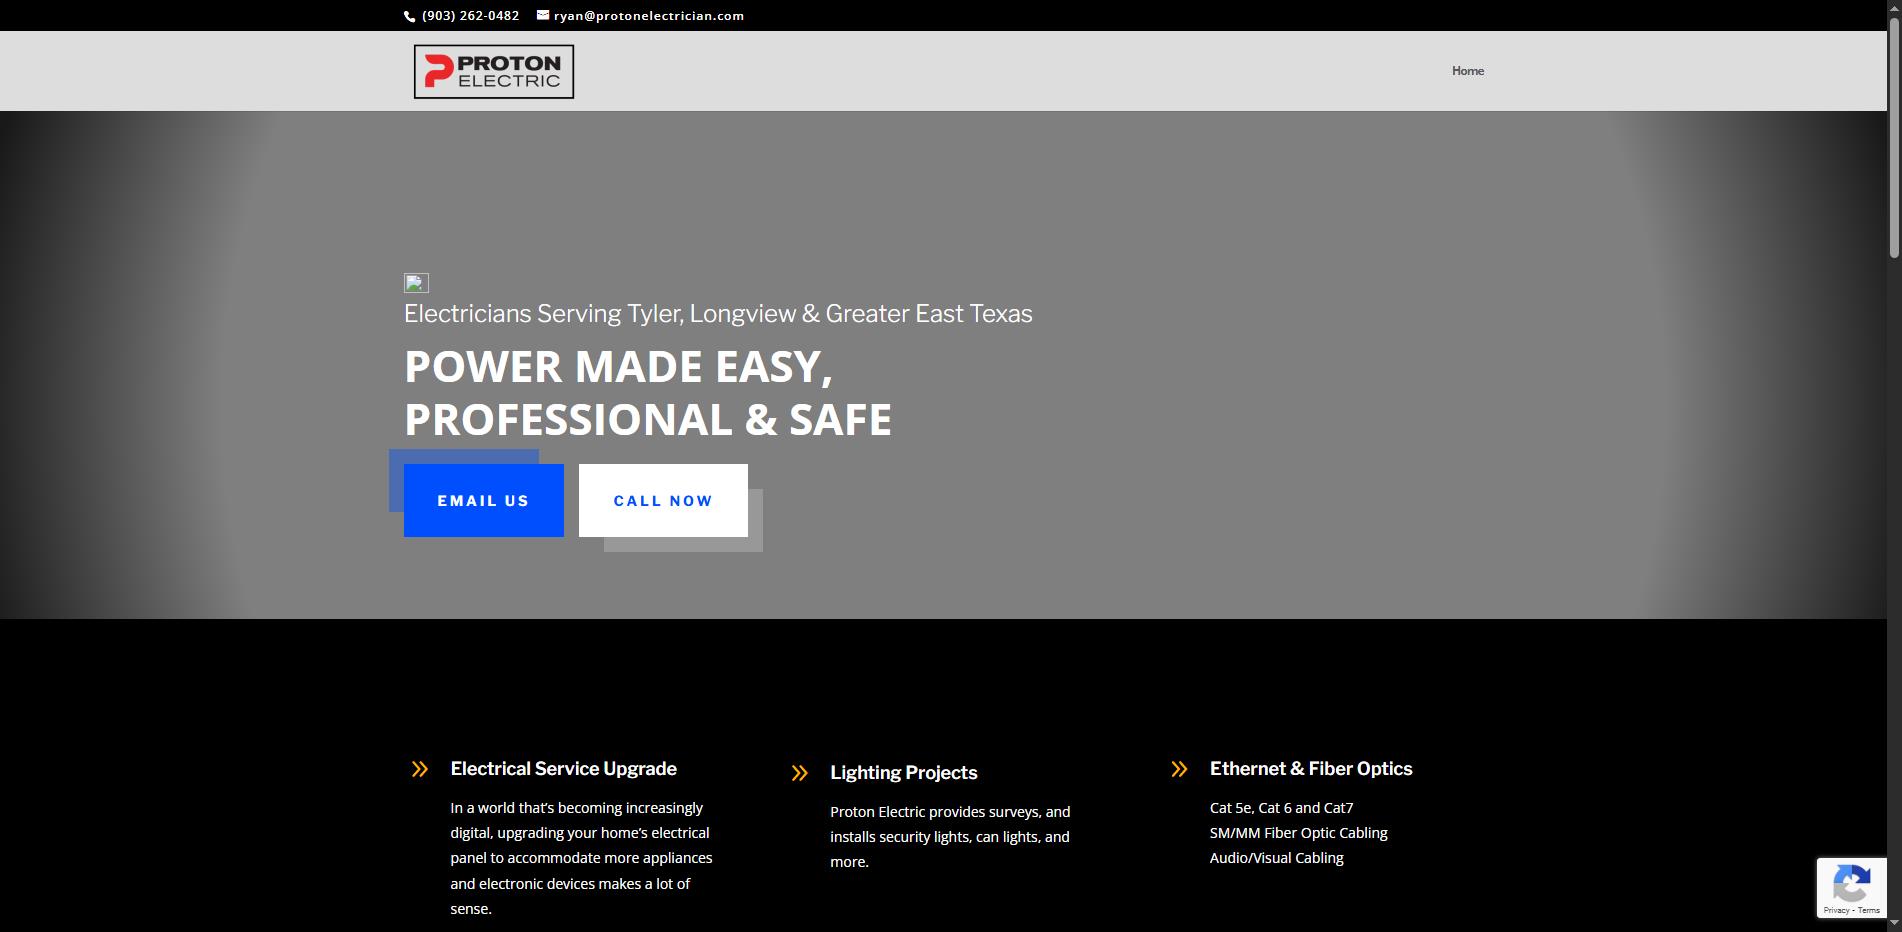 (903) 262-0482 ryan@protonelectrician.com
PROTON
ELECTRIC
Home
Electricians Serving Tyler, Longview & Greater East Texas
POWER MADE EASY,
PROFESSIONAL & SAFE
EMAIL US
CALL NOW
Electrical Service Upgrade
In a world that’s becoming increasingly
digital, upgrading your home’s electrical
panel to accommodate more appliances
and electronic devices makes a lot of
sense.
Lighting Projects
Proton Electric provides surveys, and
installs security lights, can lights, and
more.
Ethernet & Fiber Optics
Cat 5e, Cat 6 and Cat7
SM/MM Fiber Optic Cabling
Audio/Visual Cabling
Privacy - Terms